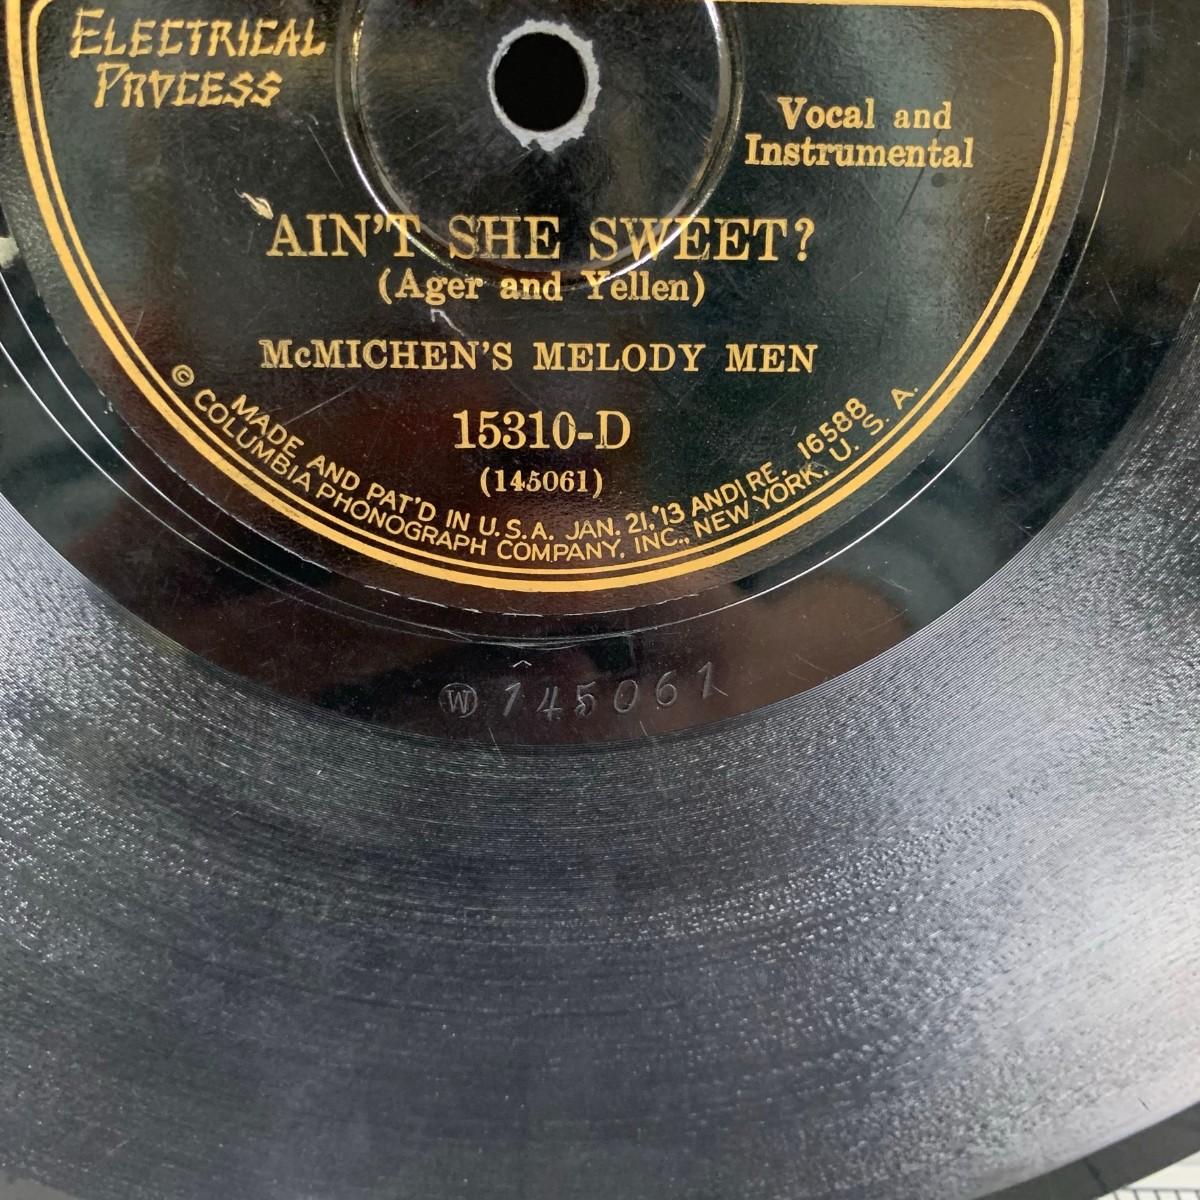 ELECTRICAL
PROCESS
Vocal and
Instrumental
AIN'T SHE SWEET?
(Ager and Yellen)
McMICHEN'S MELODY MEN
15310-D
(145061)
MADE AND PAT'D IN U.S.A. JAN. 21, '13 AND RE. 16588
© COLUMBIA PHONOGRAPH COMPANY, INC., NEW YORK, U. S. A.
W 145061